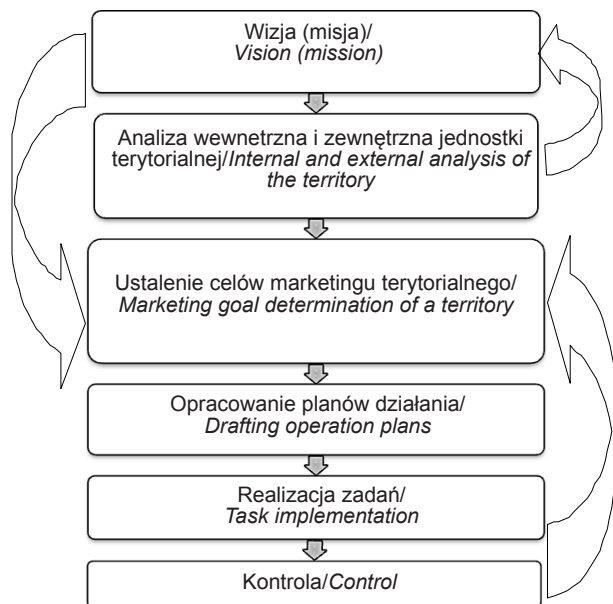 Wizja (misja)/
Vision (mission)
Analiza wewnetrzna i zewnętrzna jednostki
terytorialnej/Internal and external analysis of
the territory
Ustalenie celów marketingu terytorialnego/
Marketing goal determination of a territory
Opracowanie planów działania/
Drafting operation plans
Realizacja zadań/
Task implementation
Kontrola/Control